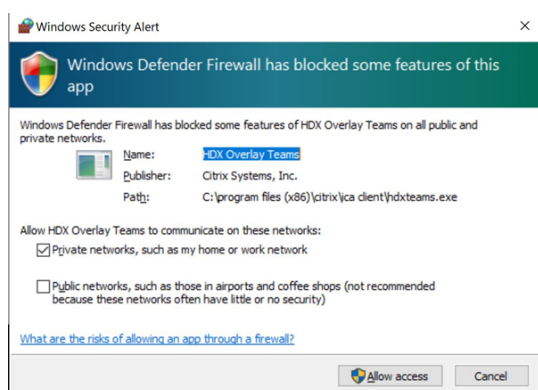 Windows Security Alert
Windows Defender Firewall has blocked some features of this
app
Windows Defender Firewall has blocked some features of HDX Overlay Teams on all public and
private networks.
Name: HDX Overlay Teams
Publisher: Citrix Systems, Inc.
Path: C:\program files (x86)\citrix\ica client\hdxteams.exe
Allow HDX Overlay Teams to communicate on these networks:
Private networks, such as my home or work network
Public networks, such as those in airports and coffee shops (not recommended
because these networks often have little or no security)
What are the risks of allowing an app through a firewall?
Allow access
Cancel